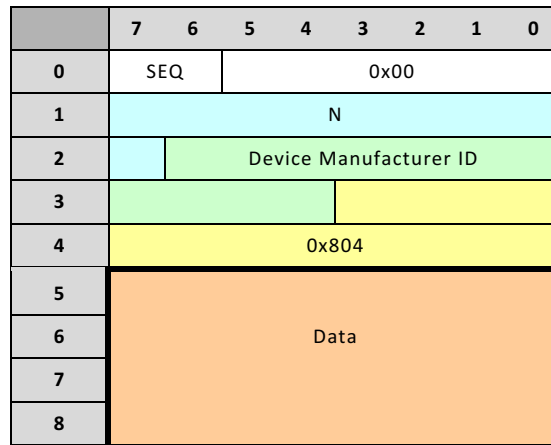 7 6 5 4 3 2 1 0
0 SEQ 0x00
1 N
2 Device Manufacturer ID
3
4 0x804
5
6 Data
7
8